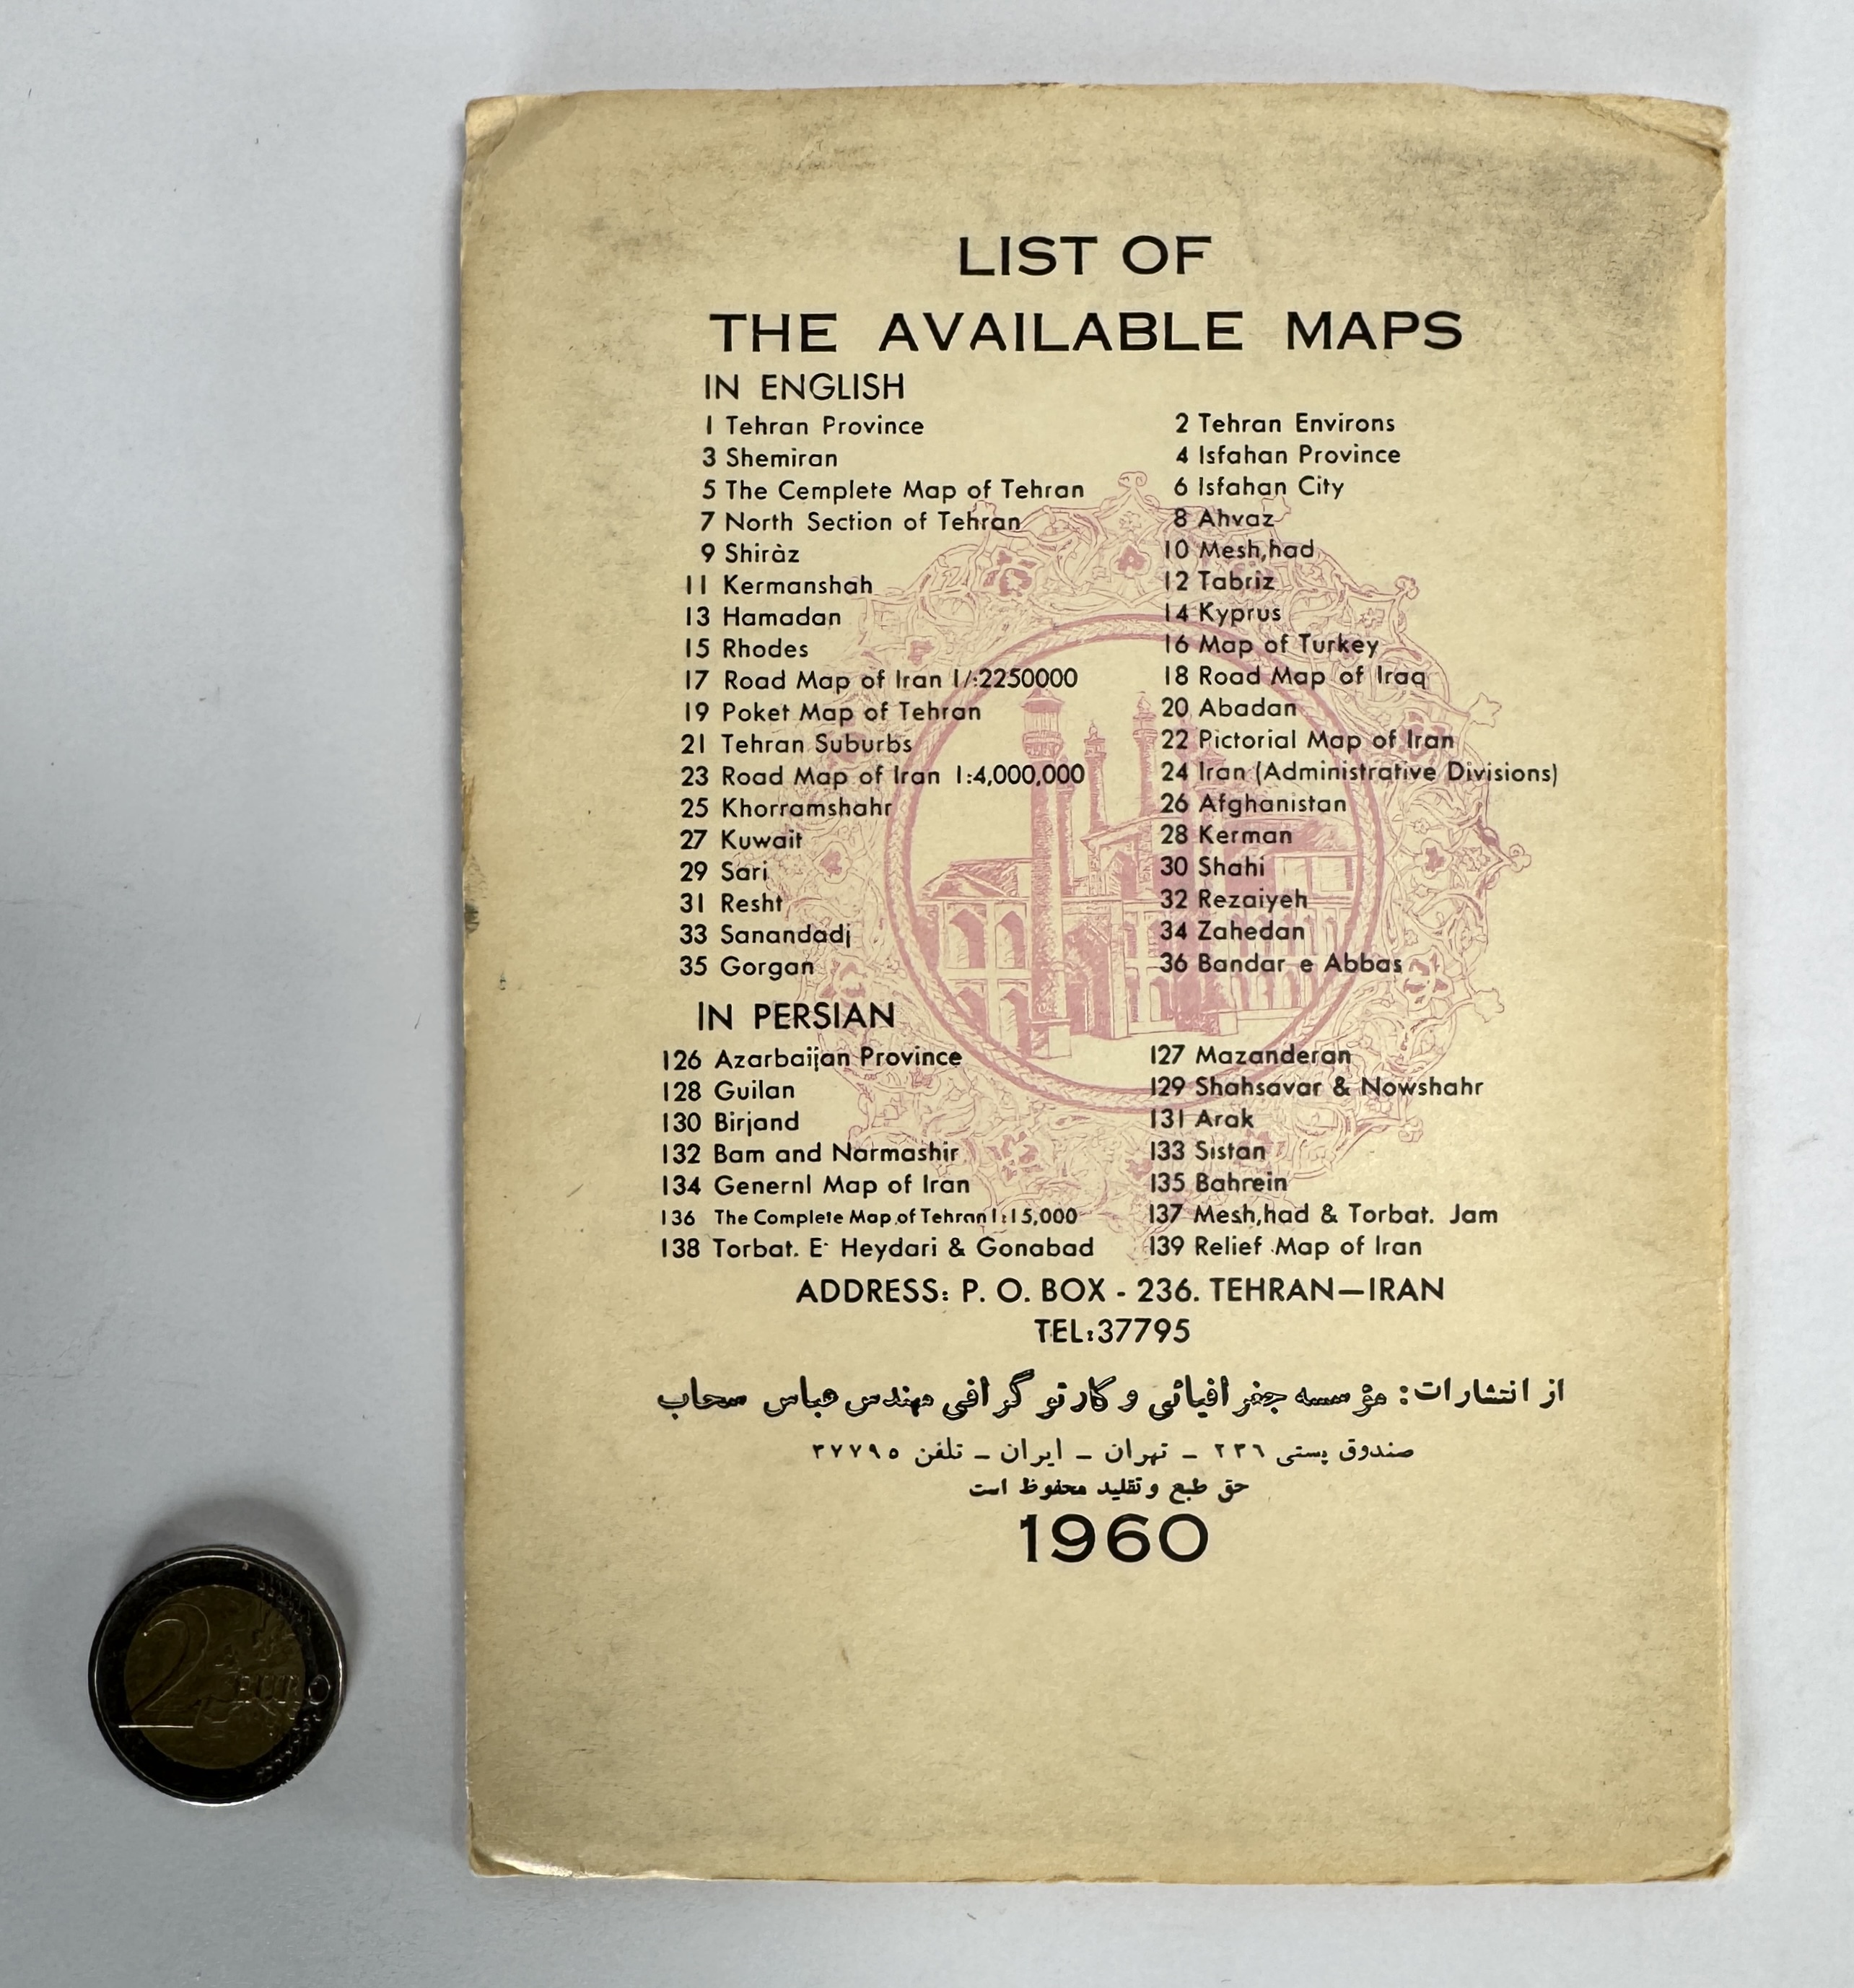 LIST OF
THE AVAILABLE MAPS
IN ENGLISH
1 Tehran Province 2 Tehran Environs
3 Shemiran 4 Isfahan Province
5 The Cemplete Map of Tehran 6 Isfahan City
7 North Section of Tehran 8 Ahvaz
9 Shiràz 10 Mesh,had
11 Kermanshah 12 Tabriz
13 Hamadan 14 Kyprus
15 Rhodes 16 Map of Turkey
17 Road Map of Iran 1/:2250000 18 Road Map of Iraq
19 Poket Map of Tehran 20 Abadan
21 Tehran Suburbs 22 Pictorial Map of Iran
23 Road Map of Iran 1:4,000,000 24 Iran (Administrative Divisions)
25 Khorramshahr 26 Afghanistan
27 Kuwait 28 Kerman
29 Sari 30 Shahi
31 Resht 32 Rezaiyeh
33 Sanandadj 34 Zahedan
35 Gorgan 36 Bandar e Abbas
IN PERSIAN
126 Azarbaijan Province 127 Mazanderan
128 Guilan 129 Shahsavar & Nowshahr
130 Birjand 131 Arak
132 Bam and Narmashir 133 Sistan
134 Genernl Map of Iran 135 Bahrein
136 The Complete Map of Tehran 1:15,000 137 Mesh,had & Torbat. Jam
138 Torbat. E· Heydari & Gonabad 139 Relief Map of Iran
ADDRESS: P. O. BOX - 236. TEHRAN—IRAN
TEL:37795
از انتشارات: مؤسسه جغرافیائی و کارتوگرافی مهندس عباس سحاب
صندوق پستی ۲۳۶ ـ تهران ـ ایران ـ تلفن ۳۷۷۹۵
حق طبع و تقلید محفوظ است
1960
2 EURO